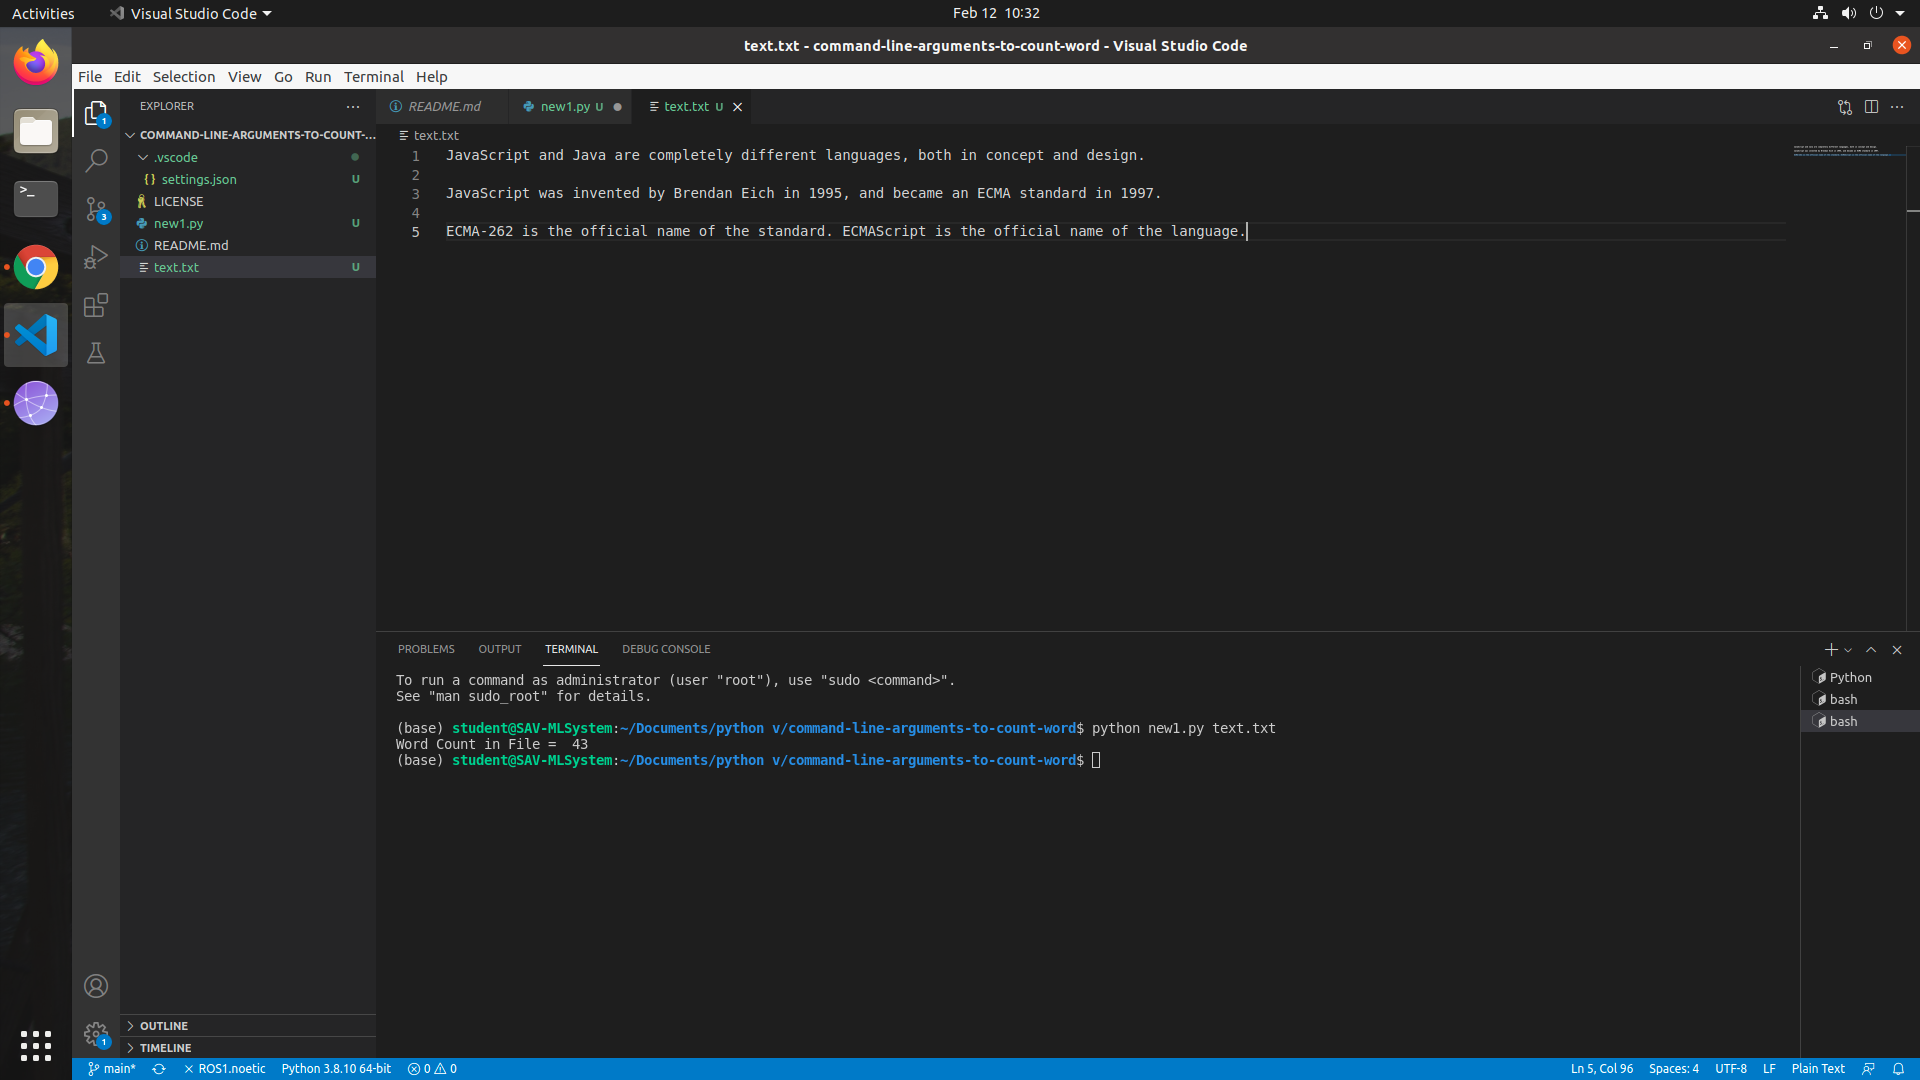 Activities
Visual Studio Code
Feb 12 10:32
text.txt - command-line-arguments-to-count-word - Visual Studio Code
File Edit Selection View Go Run Terminal Help
EXPLORER
README.md
new1.py U
text.txt U
COMMAND-LINE-ARGUMENTS-TO-COUNT-...
.vscode
settings.json U
LICENSE
new1.py U
README.md
text.txt U
text.txt
1 JavaScript and Java are completely different languages, both in concept and design.
2
3 JavaScript was invented by Brendan Eich in 1995, and became an ECMA standard in 1997.
4
5 ECMA-262 is the official name of the standard. ECMAScript is the official name of the language.
1
3
PROBLEMS OUTPUT TERMINAL DEBUG CONSOLE
To run a command as administrator (user "root"), use "sudo <command>".
See "man sudo_root" for details.
(base) student@SAV-MLSystem:~/Documents/python v/command-line-arguments-to-count-word$ python new1.py text.txt
Word Count in File =  43
(base) student@SAV-MLSystem:~/Documents/python v/command-line-arguments-to-count-word$
Python
bash
bash
OUTLINE
TIMELINE
1
main* ROS1.noetic Python 3.8.10 64-bit 0 0
Ln 5, Col 96 Spaces: 4 UTF-8 LF Plain Text